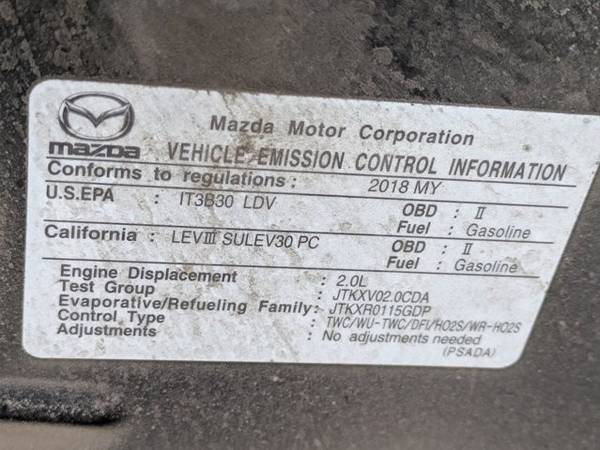 Mazda Motor Corporation
mazda VEHICLE EMISSION CONTROL INFORMATION
Conforms to regulations : 2018 MY
U.S.EPA : IT3B30 LDV OBD : II
Fuel : Gasoline
California : LEVIII SULEV30 PC OBD : II
Fuel : Gasoline
Engine Displacement : 2.0L
Test Group : JTKXV02.0CDA
Evaporative/Refueling Family: JTKXR0115GDP
Control Type : TWC/WU-TWC/DFI/HO2S/WR-HO2S
Adjustments : No adjustments needed
(PSADA)